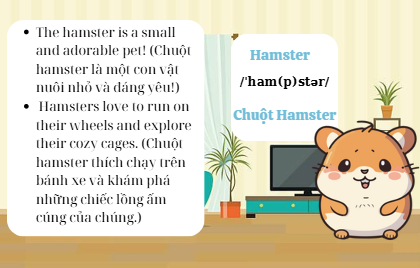 • The hamster is a small
and adorable pet! (Chuột
hamster là một con vật
nuôi nhỏ và dáng yêu!)
• Hamsters love to run on
their wheels and explore
their cozy cages. (Chuột
hamster thích chạy trên
bánh xe và khám phá
những chiếc lồng ấm
cúng của chúng.)
Hamster
/ˈham(p)stər/
Chuột Hamster